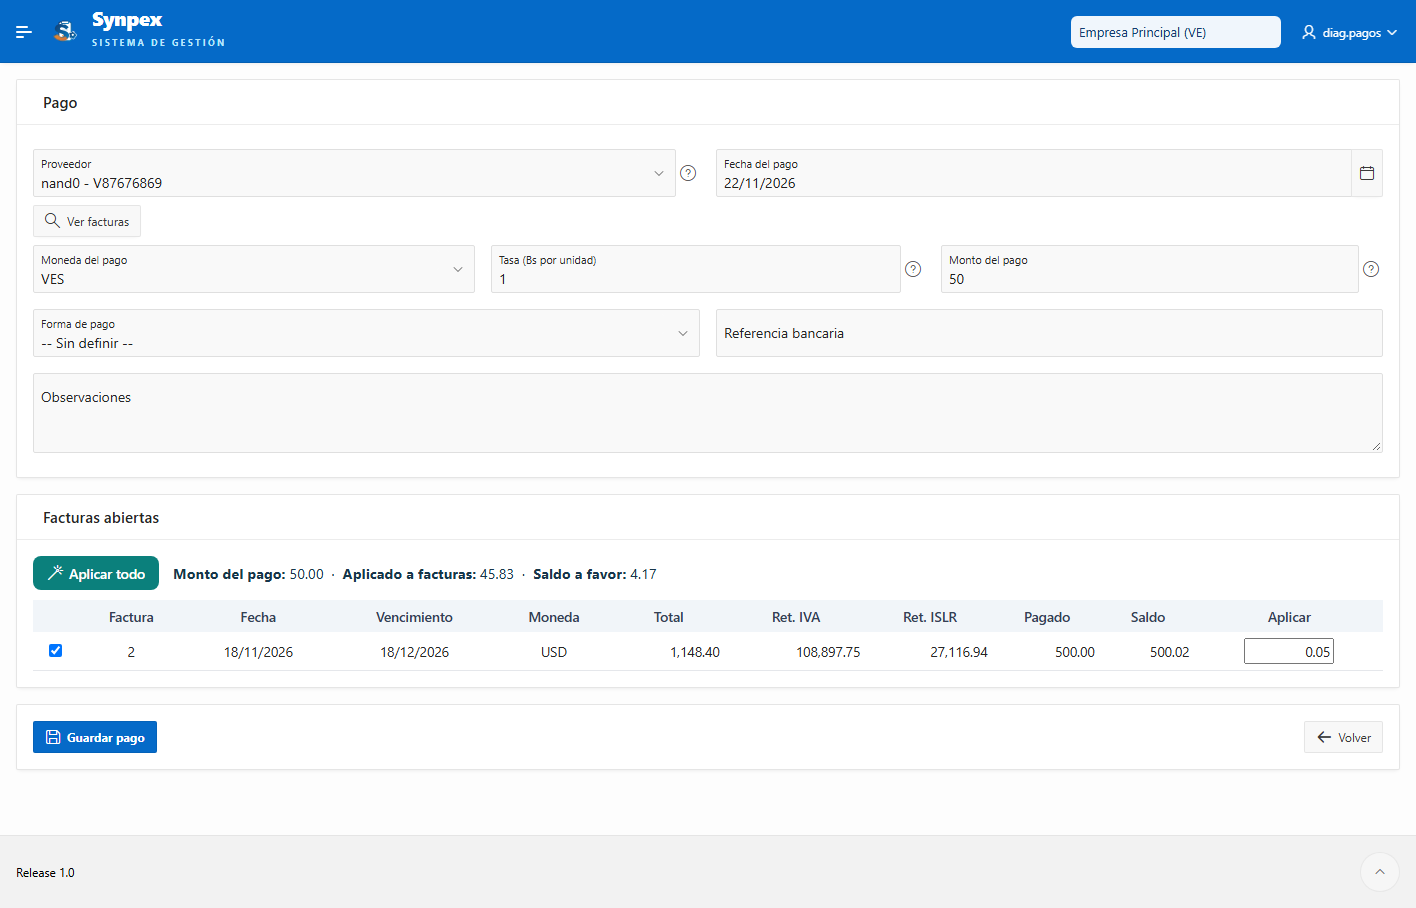 Synpex
SISTEMA DE GESTIÓN
Empresa Principal (VE)
diag.pagos
Pago
Proveedor
nand0 - V87676869
Fecha del pago
22/11/2026
Ver facturas
Moneda del pago
VES
Tasa (Bs por unidad)
1
Monto del pago
50
Forma de pago
-- Sin definir --
Referencia bancaria
Observaciones
Facturas abiertas
Aplicar todo Monto del pago: 50.00 · Aplicado a facturas: 45.83 · Saldo a favor: 4.17
Factura Fecha Vencimiento Moneda Total Ret. IVA Ret. ISLR Pagado Saldo Aplicar
2 18/11/2026 18/12/2026 USD 1,148.40 108,897.75 27,116.94 500.00 500.02 0.05
Guardar pago
Volver
Release 1.0